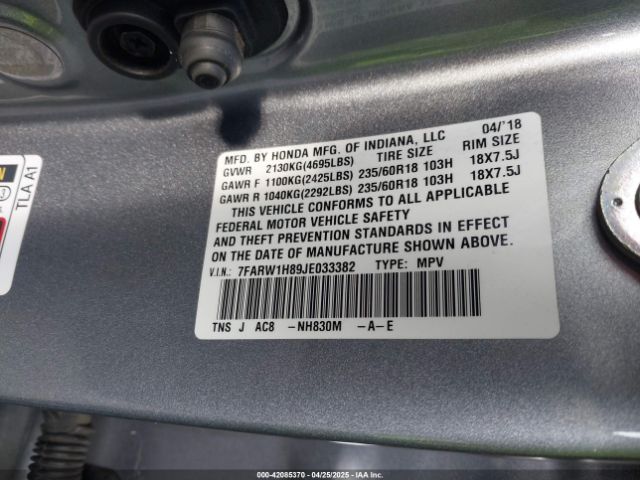 MFD. BY HONDA MFG. OF INDIANA, LLC 04/'18
GVWR 2130KG(4695LBS) TIRE SIZE RIM SIZE
GAWR F 1100KG(2425LBS) 235/60R18 103H 18X7.5J
GAWR R 1040KG(2292LBS) 235/60R18 103H 18X7.5J
THIS VEHICLE CONFORMS TO ALL APPLICABLE
FEDERAL MOTOR VEHICLE SAFETY
AND THEFT PREVENTION STANDARDS IN EFFECT
ON THE DATE OF MANUFACTURE SHOWN ABOVE.
V.I.N.: 7FARW1H89JE033382 TYPE: MPV
TNS J AC8 -NH830M -A-E
TLA A1
000-42085370 04/25/2025 IAA Inc.